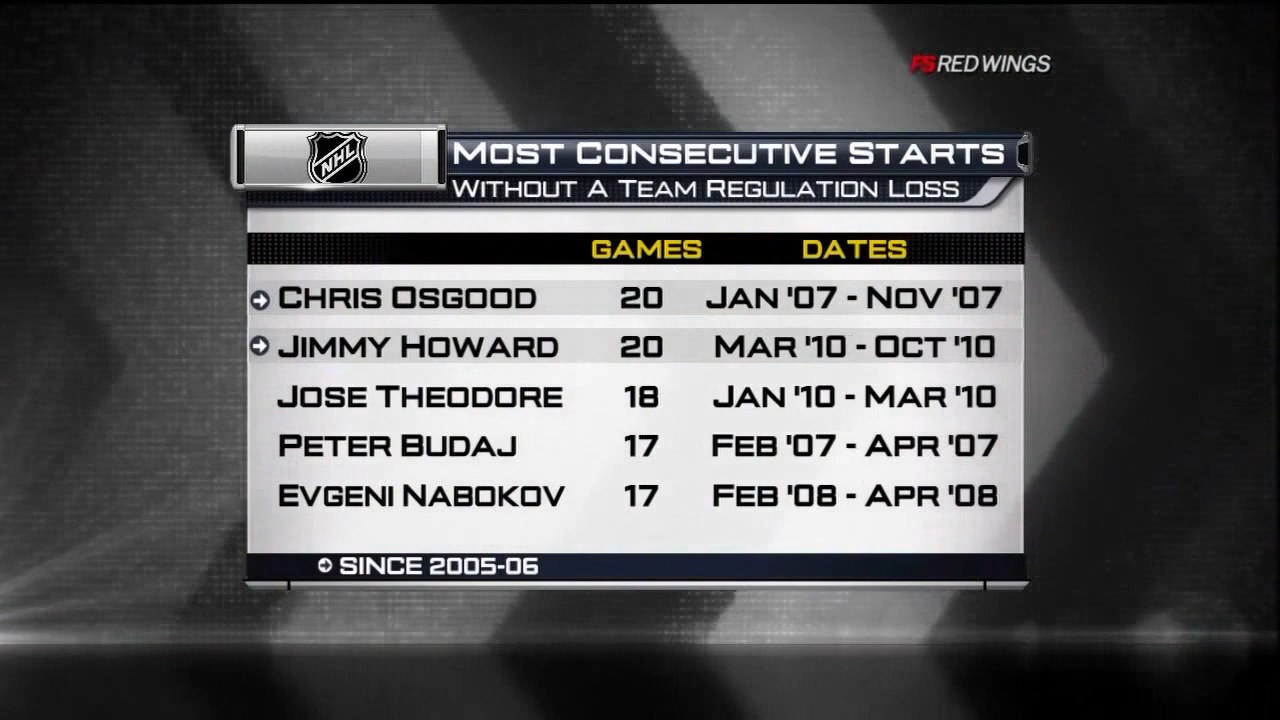 FS RED WINGS
NHL
MOST CONSECUTIVE STARTS
WITHOUT A TEAM REGULATION LOSS
GAMES DATES
CHRIS OSGOOD 20 JAN '07 - NOV '07
JIMMY HOWARD 20 MAR '10 - OCT '10
JOSE THEODORE 18 JAN '10 - MAR '10
PETER BUDAJ 17 FEB '07 - APR '07
EVGENI NABOKOV 17 FEB '08 - APR '08
SINCE 2005-06